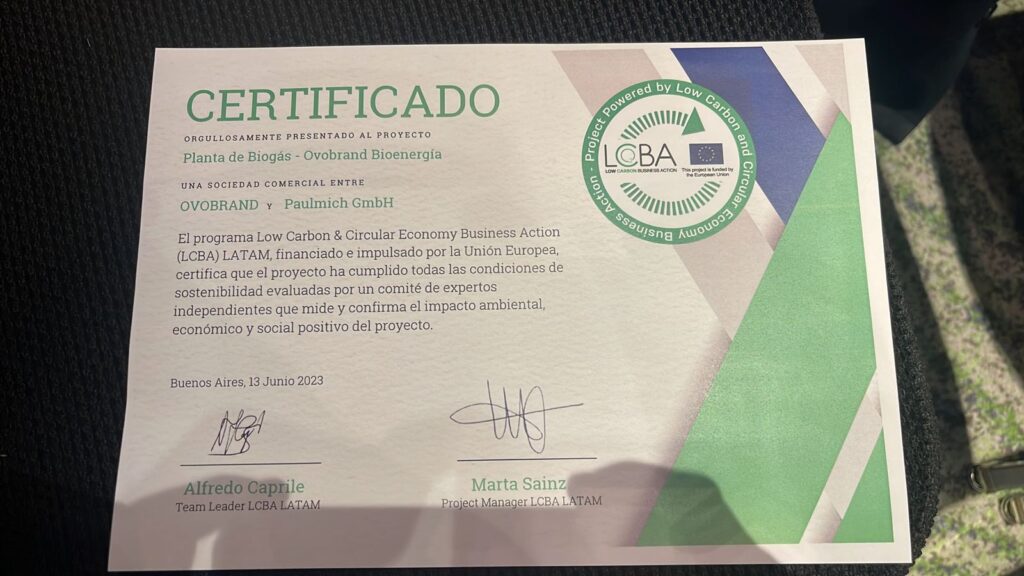 CERTIFICADO
ORGULLOSAMENTE PRESENTADO AL PROYECTO
Planta de Biogás - Ovobrand Bioenergía
UNA SOCIEDAD COMERCIAL ENTRE
OVOBRAND Y Paulmich GmbH
El programa Low Carbon & Circular Economy Business Action
(LCBA) LATAM, financiado e impulsado por la Unión Europea,
certifica que el proyecto ha cumplido todas las condiciones de
sostenibilidad evaluadas por un comité de expertos
independientes que mide y confirma el impacto ambiental,
económico y social positivo del proyecto.
Buenos Aires, 13 Junio 2023
Alfredo Caprile
Team Leader LCBA LATAM
Marta Sainz
Project Manager LCBA LATAM
Project Powered by Low Carbon and Circular Economy Business Action -
LCBA
LOW CARBON BUSINESS ACTION
This project is funded by
the European Union